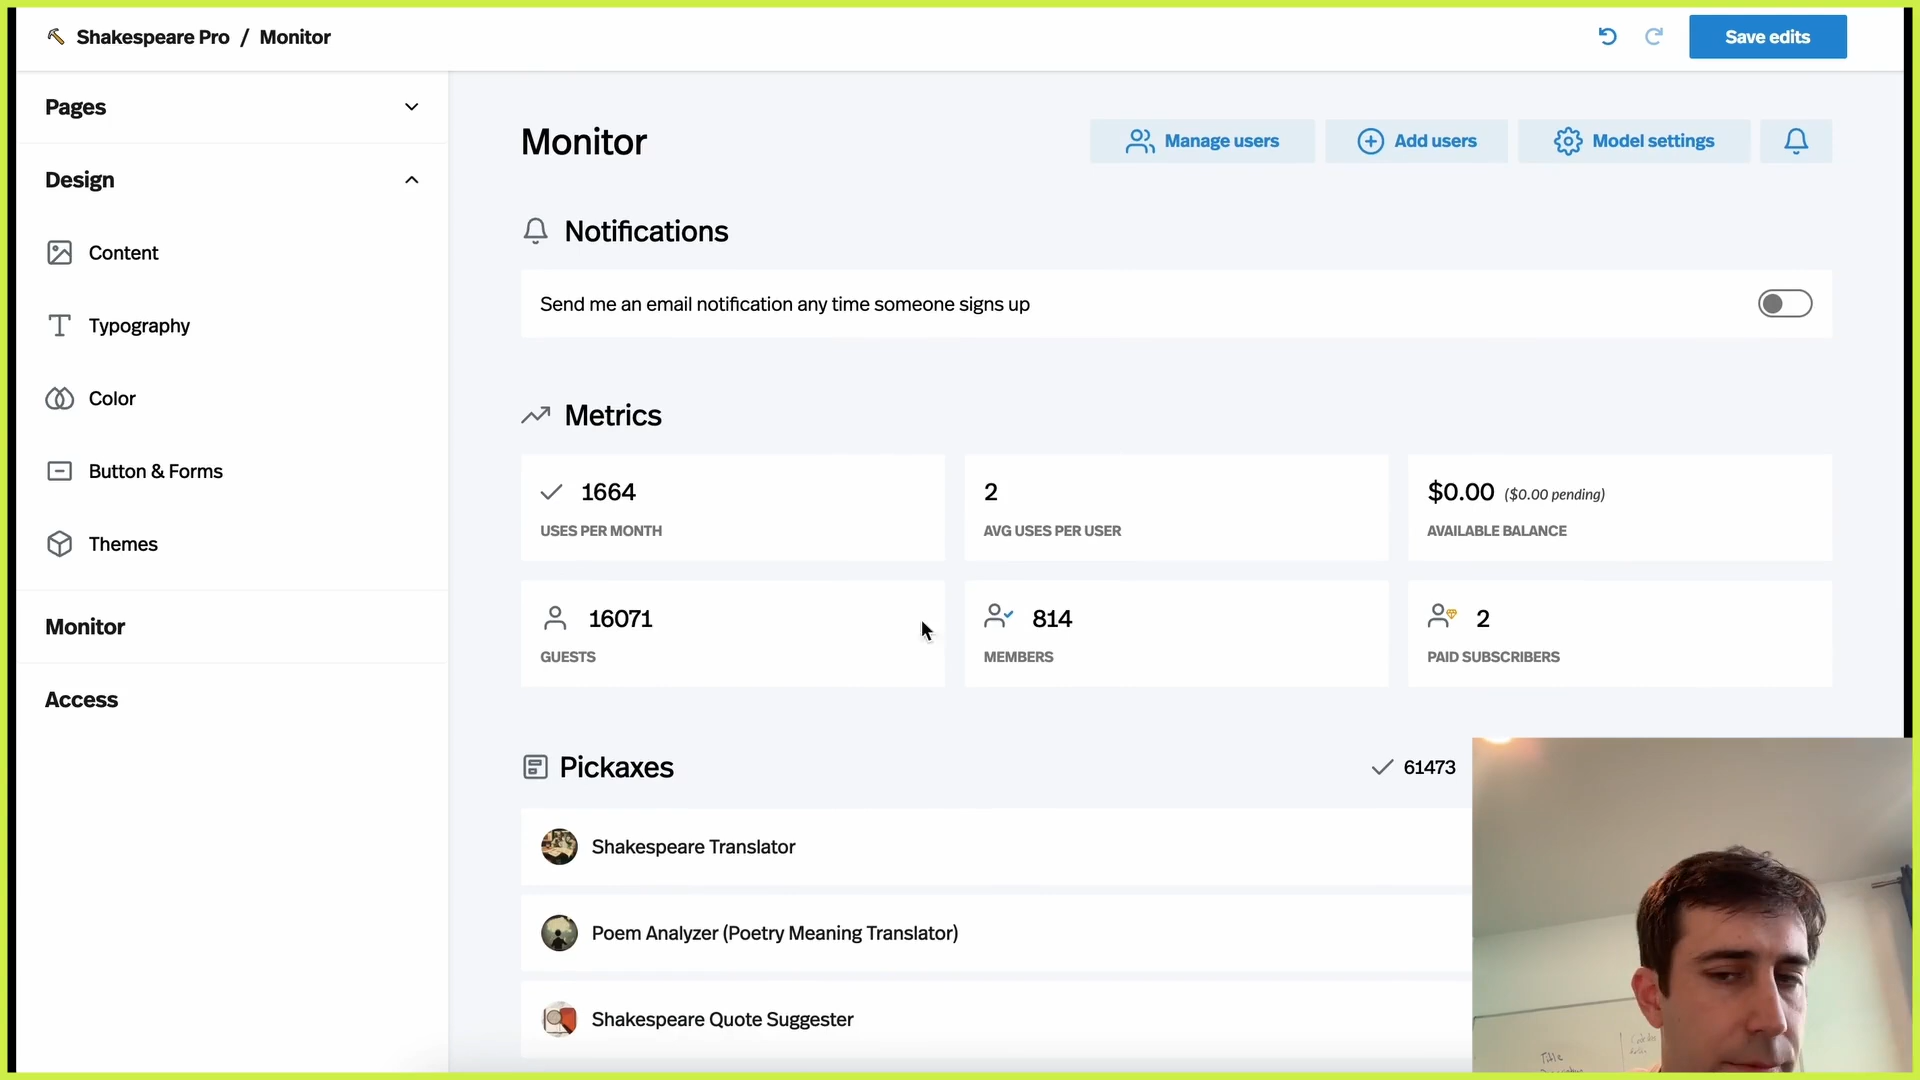 Shakespeare Pro / Monitor
Save edits
Pages
Design
Content
Typography
Color
Button & Forms
Themes
Monitor
Access
Monitor
Manage users
Add users
Model settings
Notifications
Send me an email notification any time someone signs up
Metrics
1664
USES PER MONTH
2
AVG USES PER USER
$0.00 ($0.00 pending)
AVAILABLE BALANCE
16071
GUESTS
814
MEMBERS
2
PAID SUBSCRIBERS
Pickaxes
61473
Shakespeare Translator
Poem Analyzer (Poetry Meaning Translator)
Shakespeare Quote Suggester
Title